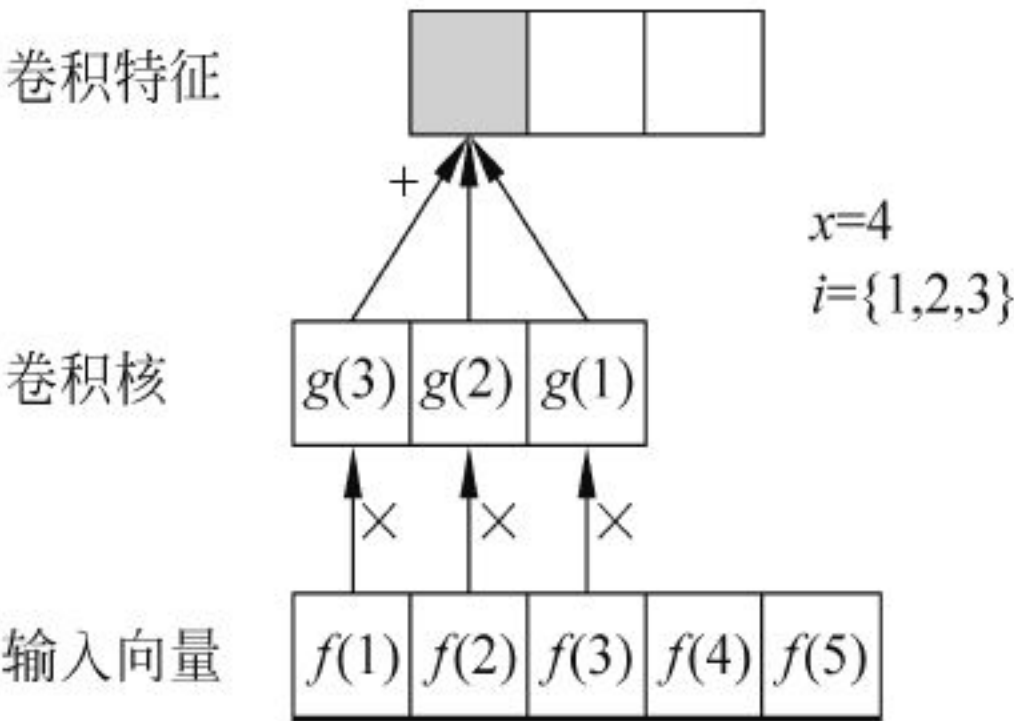 卷积特征
+
x=4
i={1,2,3}
卷积核
g(3) g(2) g(1)
× × ×
输入向量
f(1) f(2) f(3) f(4) f(5)